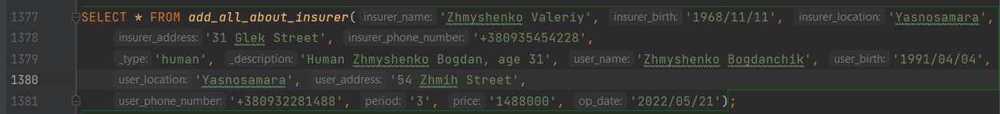 1377 SELECT * FROM add_all_about_insurer( insurer_name: 'Zhmyshenko Valeriy', insurer_birth: '1968/11/11', insurer_location: 'Yasnosamara',
1378 insurer_address: '31 Glek Street', insurer_phone_number: '+380935454228',
1379 _type: 'human', _description: 'Human Zhmyshenko Bogdan, age 31', user_name: 'Zhmyshenko Bogdanchik', user_birth: '1991/04/04',
1380 user_location: 'Yasnosamara', user_address: '54 Zhmih Street',
1381 user_phone_number: '+380932281488', period: '3', price: '1488000', op_date: '2022/05/21');